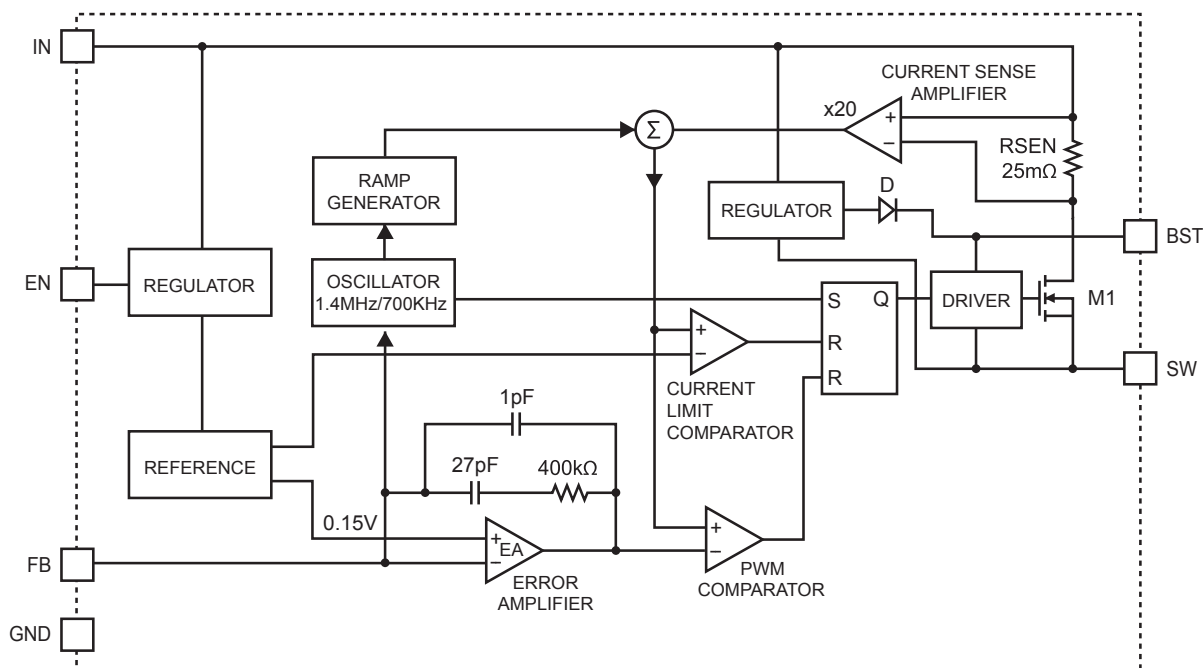 IN
CURRENT SENSE
AMPLIFIER
x20
+
−
Σ
RSEN
25mΩ
RAMP
GENERATOR
REGULATOR
D
BST
EN
REGULATOR
OSCILLATOR
1.4MHz/700KHz
S
Q
DRIVER
M1
+
−
R
R
SW
CURRENT
LIMIT
COMPARATOR
1pF
REFERENCE
27pF
400kΩ
0.15V
+
−
EA
+
−
FB
ERROR
AMPLIFIER
PWM
COMPARATOR
GND